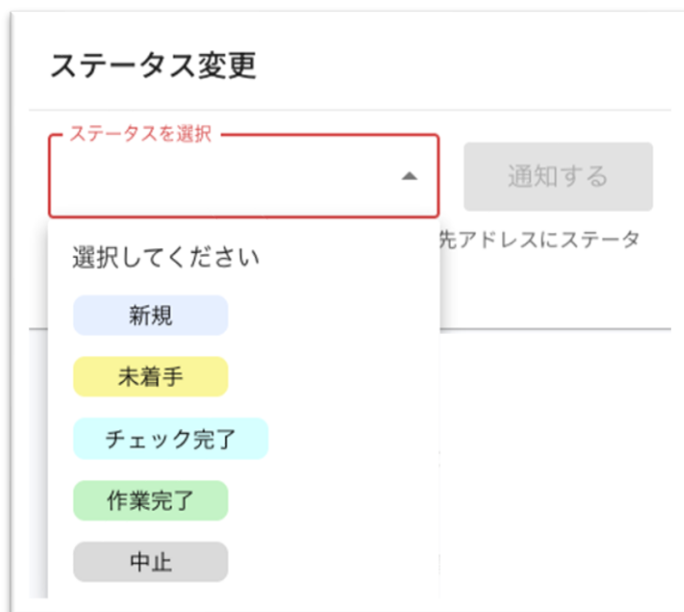 ステータス変更
ステータスを選択
通知する
先アドレスにステータ
選択してください
新規
未着手
チェック完了
作業完了
中止